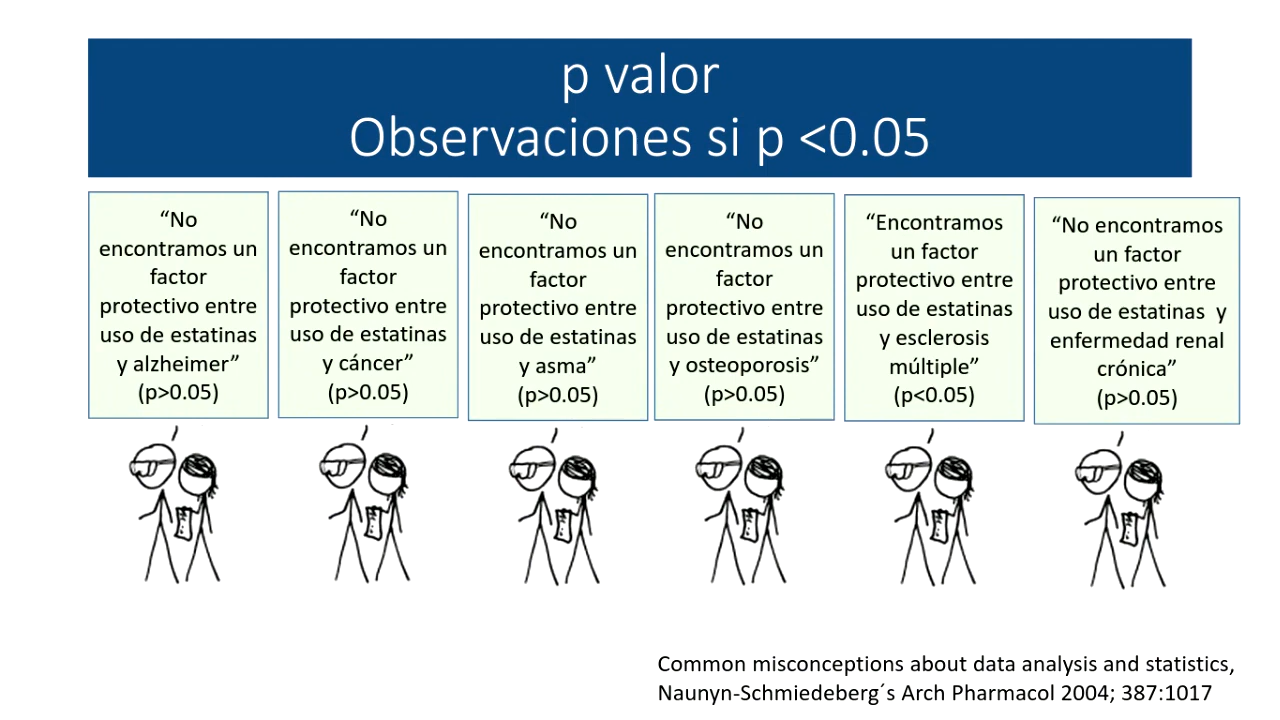 p valor
Observaciones si p <0.05
“No
encontramos un
factor
protectivo entre
uso de estatinas
y alzheimer”
(p>0.05)
“No
encontramos un
factor
protectivo entre
uso de estatinas
y cáncer”
(p>0.05)
“No
encontramos un
factor
protectivo entre
uso de estatinas
y asma”
(p>0.05)
“No
encontramos un
factor
protectivo entre
uso de estatinas
y osteoporosis”
(p>0.05)
“Encontramos
un factor
protectivo entre
uso de estatinas
y esclerosis
múltiple”
(p<0.05)
“No encontramos
un factor
protectivo entre
uso de estatinas y
enfermedad renal
crónica”
(p>0.05)
Common misconceptions about data analysis and statistics,
Naunyn-Schmiedeberg´s Arch Pharmacol 2004; 387:1017